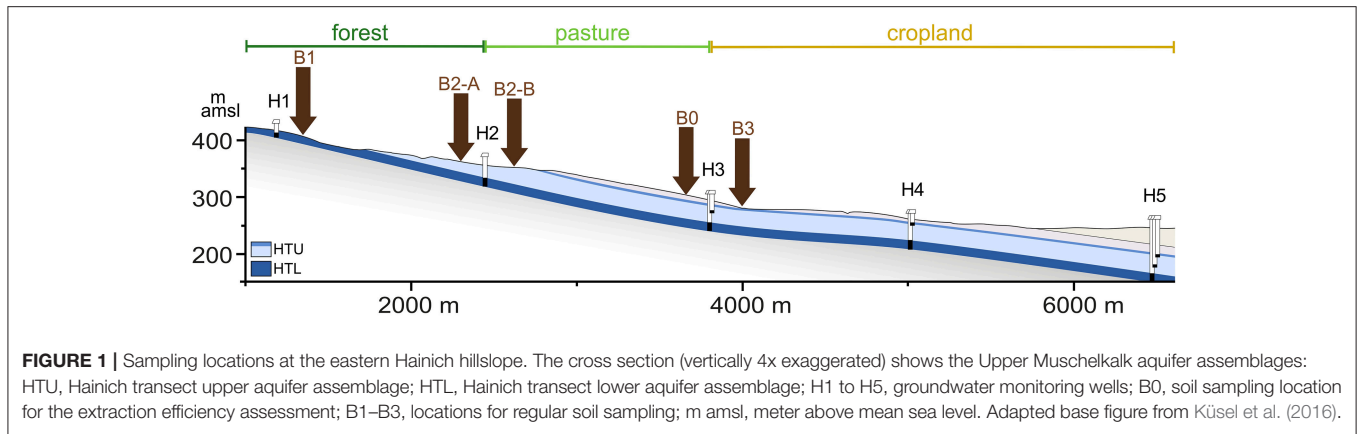 forest pasture cropland
B1
B2-A B2-B
m
amsl
H1
H2
B0
B3
H3
H4
H5
400
300
200
HTU
HTL
2000 m 4000 m 6000 m
FIGURE 1 | Sampling locations at the eastern Hainich hillslope. The cross section (vertically 4x exaggerated) shows the Upper Muschelkalk aquifer assemblages:
HTU, Hainich transect upper aquifer assemblage; HTL, Hainich transect lower aquifer assemblage; H1 to H5, groundwater monitoring wells; B0, soil sampling location
for the extraction efficiency assessment; B1–B3, locations for regular soil sampling; m amsl, meter above mean sea level. Adapted base figure from Küsel et al. (2016).